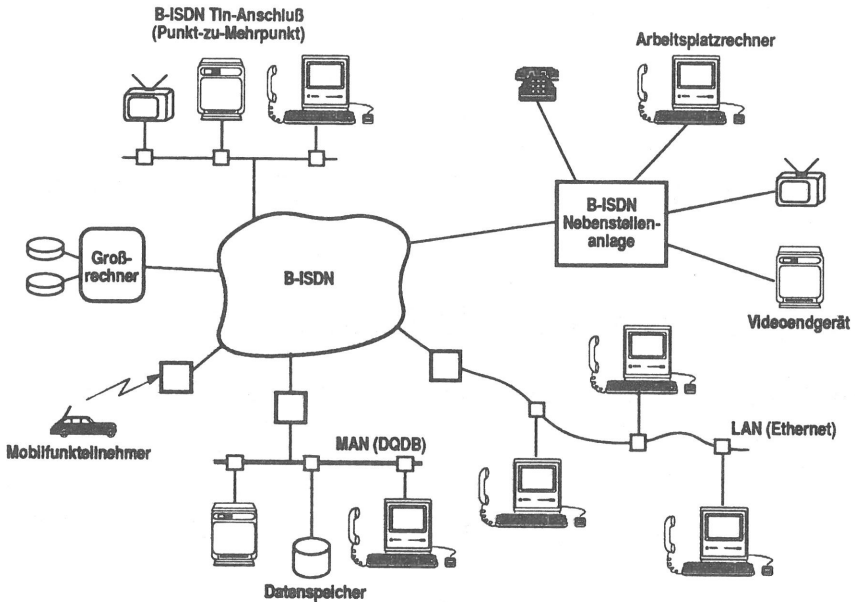 B-ISDN Tln-Anschluß
(Punkt-zu-Mehrpunkt)
Arbeitsplatzrechner
B-ISDN
Nebenstellen-
anlage
Groß-
rechner
B-ISDN
Videoendgerät
Mobilfunkteilnehmer
MAN (DQDB)
LAN (Ethernet)
Datenspeicher